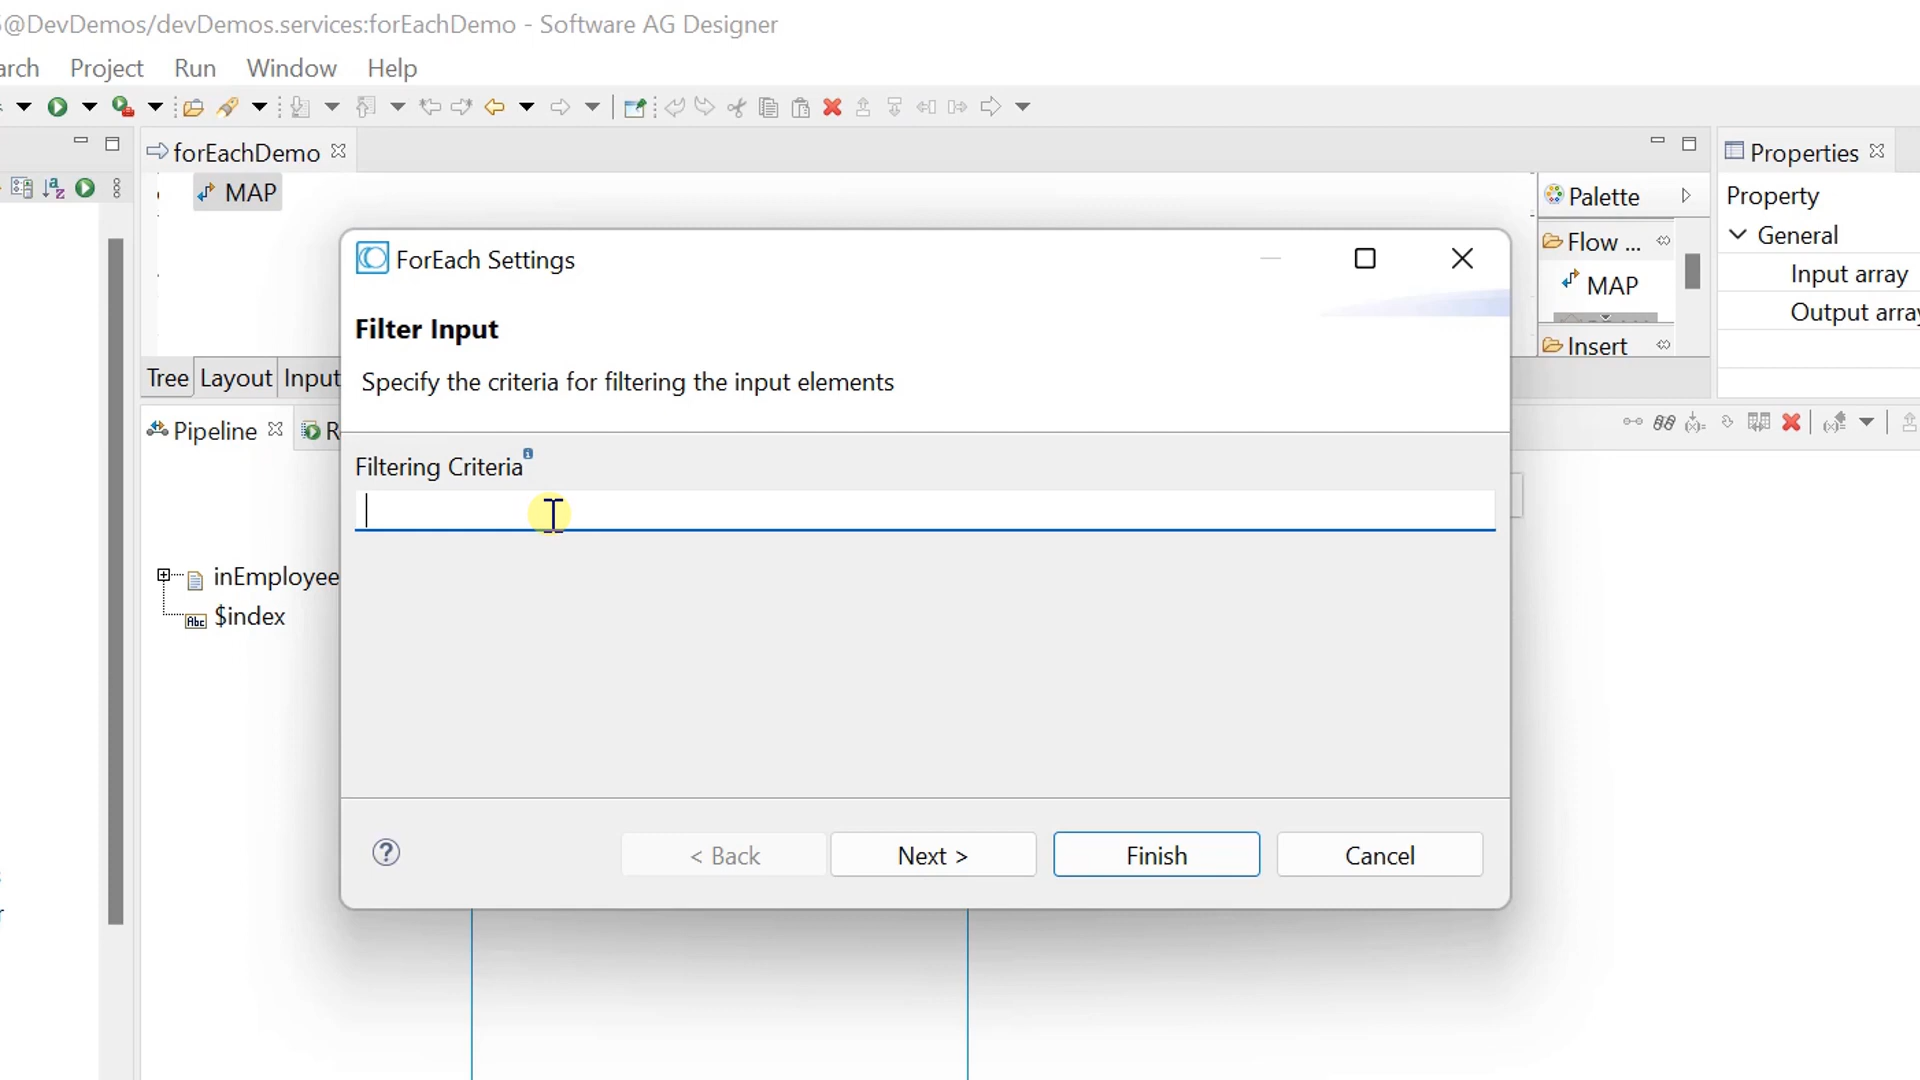 @DevDemos/devDemos.services:forEachDemo - Software AG Designer
arch Project Run Window Help
forEachDemo
Properties
MAP
Palette
Property
Flow ...
General
MAP
Input array
Output array
Insert
ForEach Settings
Filter Input
Specify the criteria for filtering the input elements
Tree Layout Input
Pipeline
R
Filtering Criteria
inEmployee
Abc $index
< Back Next > Finish Cancel